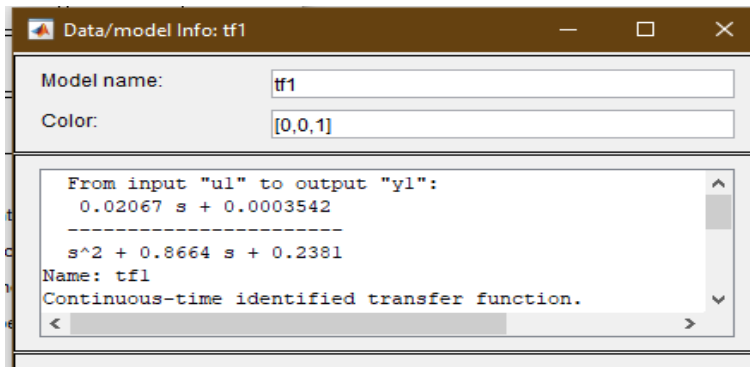 Data/model Info: tf1
Model name: tf1
Color: [0,0,1]
From input "u1" to output "y1":
0.02067 s + 0.0003542
-----------------------
s^2 + 0.8664 s + 0.2381
Name: tf1
Continuous-time identified transfer function.